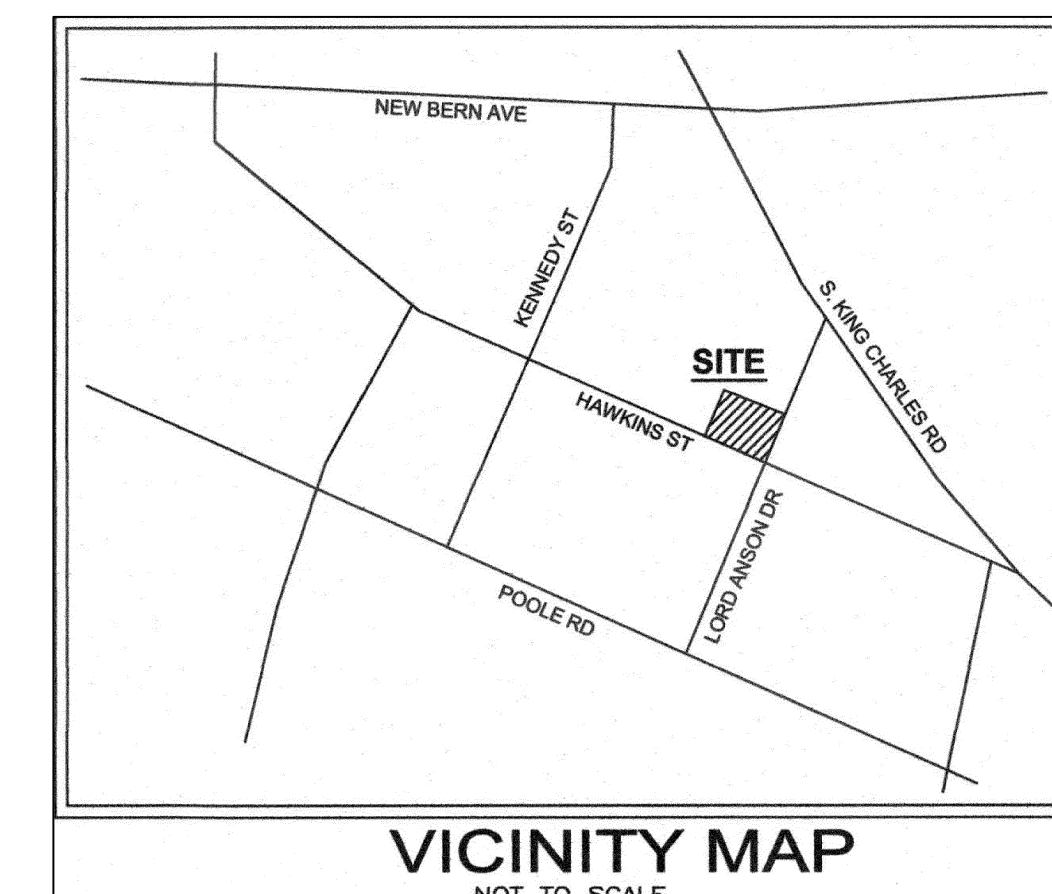 NEW BERN AVE
KENNEDY ST
S. KING CHARLES RD
SITE
HAWKINS ST
LORD ANSON DR
POOLE RD
VICINITY MAP
NOT TO SCALE